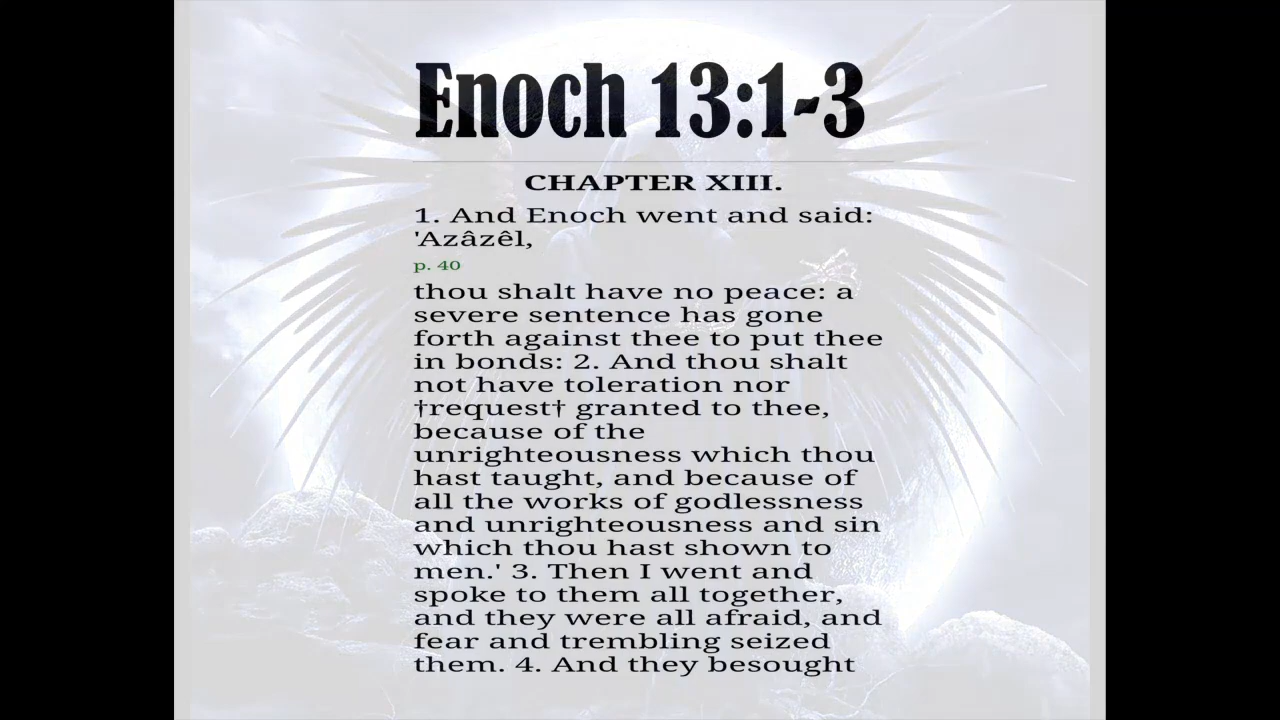 Enoch 13:1-3
CHAPTER XIII.
1. And Enoch went and said:
'Azâzêl,
p. 40
thou shalt have no peace: a
severe sentence has gone
forth against thee to put thee
in bonds: 2. And thou shalt
not have toleration nor
†request† granted to thee,
because of the
unrighteousness which thou
hast taught, and because of
all the works of godlessness
and unrighteousness and sin
which thou hast shown to
men.' 3. Then I went and
spoke to them all together,
and they were all afraid, and
fear and trembling seized
them. 4. And they besought